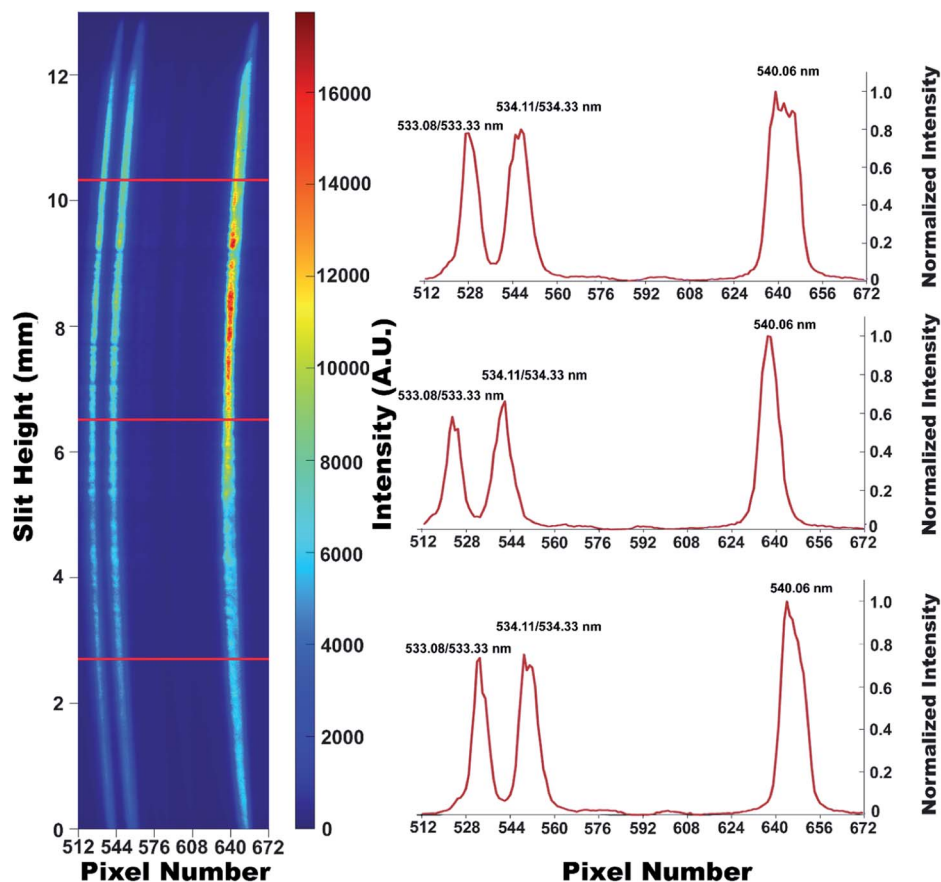 Slit Height (mm)
12
10
8
6
4
2
0
512 544 576 608 640 672
Pixel Number
16000
14000
12000
10000
8000
6000
4000
2000
0
Intensity (A.U.)
533.08/533.33 nm
534.11/534.33 nm
540.06 nm
1.0
0.8
0.6
0.4
0.2
0
Normalized Intensity
512 528 544 560 576 592 608 624 640 656 672
533.08/533.33 nm
534.11/534.33 nm
540.06 nm
1.0
0.8
0.6
0.4
0.2
0
Normalized Intensity
512 528 544 560 576 592 608 624 640 656 672
533.08/533.33 nm
534.11/534.33 nm
540.06 nm
1.0
0.8
0.6
0.4
0.2
0
Normalized Intensity
512 528 544 560 576 592 608 624 640 656 672
Pixel Number